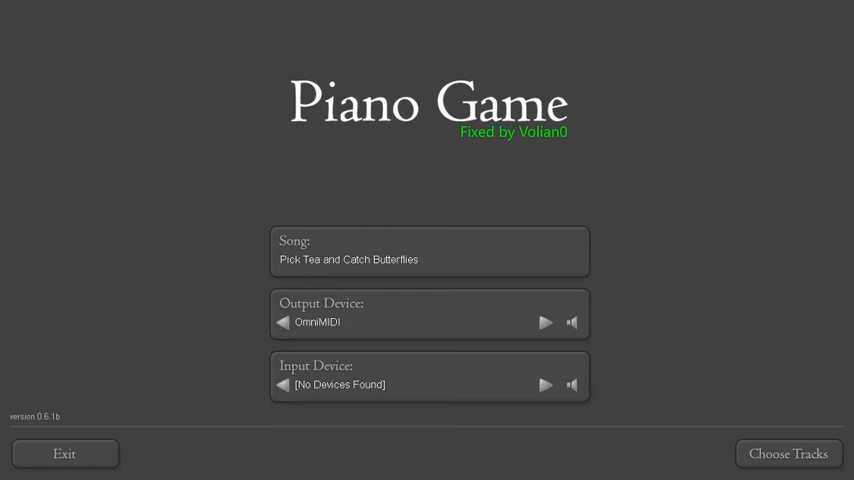 Piano Game
Fixed by Volian0
Song:
Pick Tea and Catch Butterflies
Output Device:
OmniMIDI
Input Device:
[No Devices Found]
version 0.6.1b
Exit
Choose Tracks